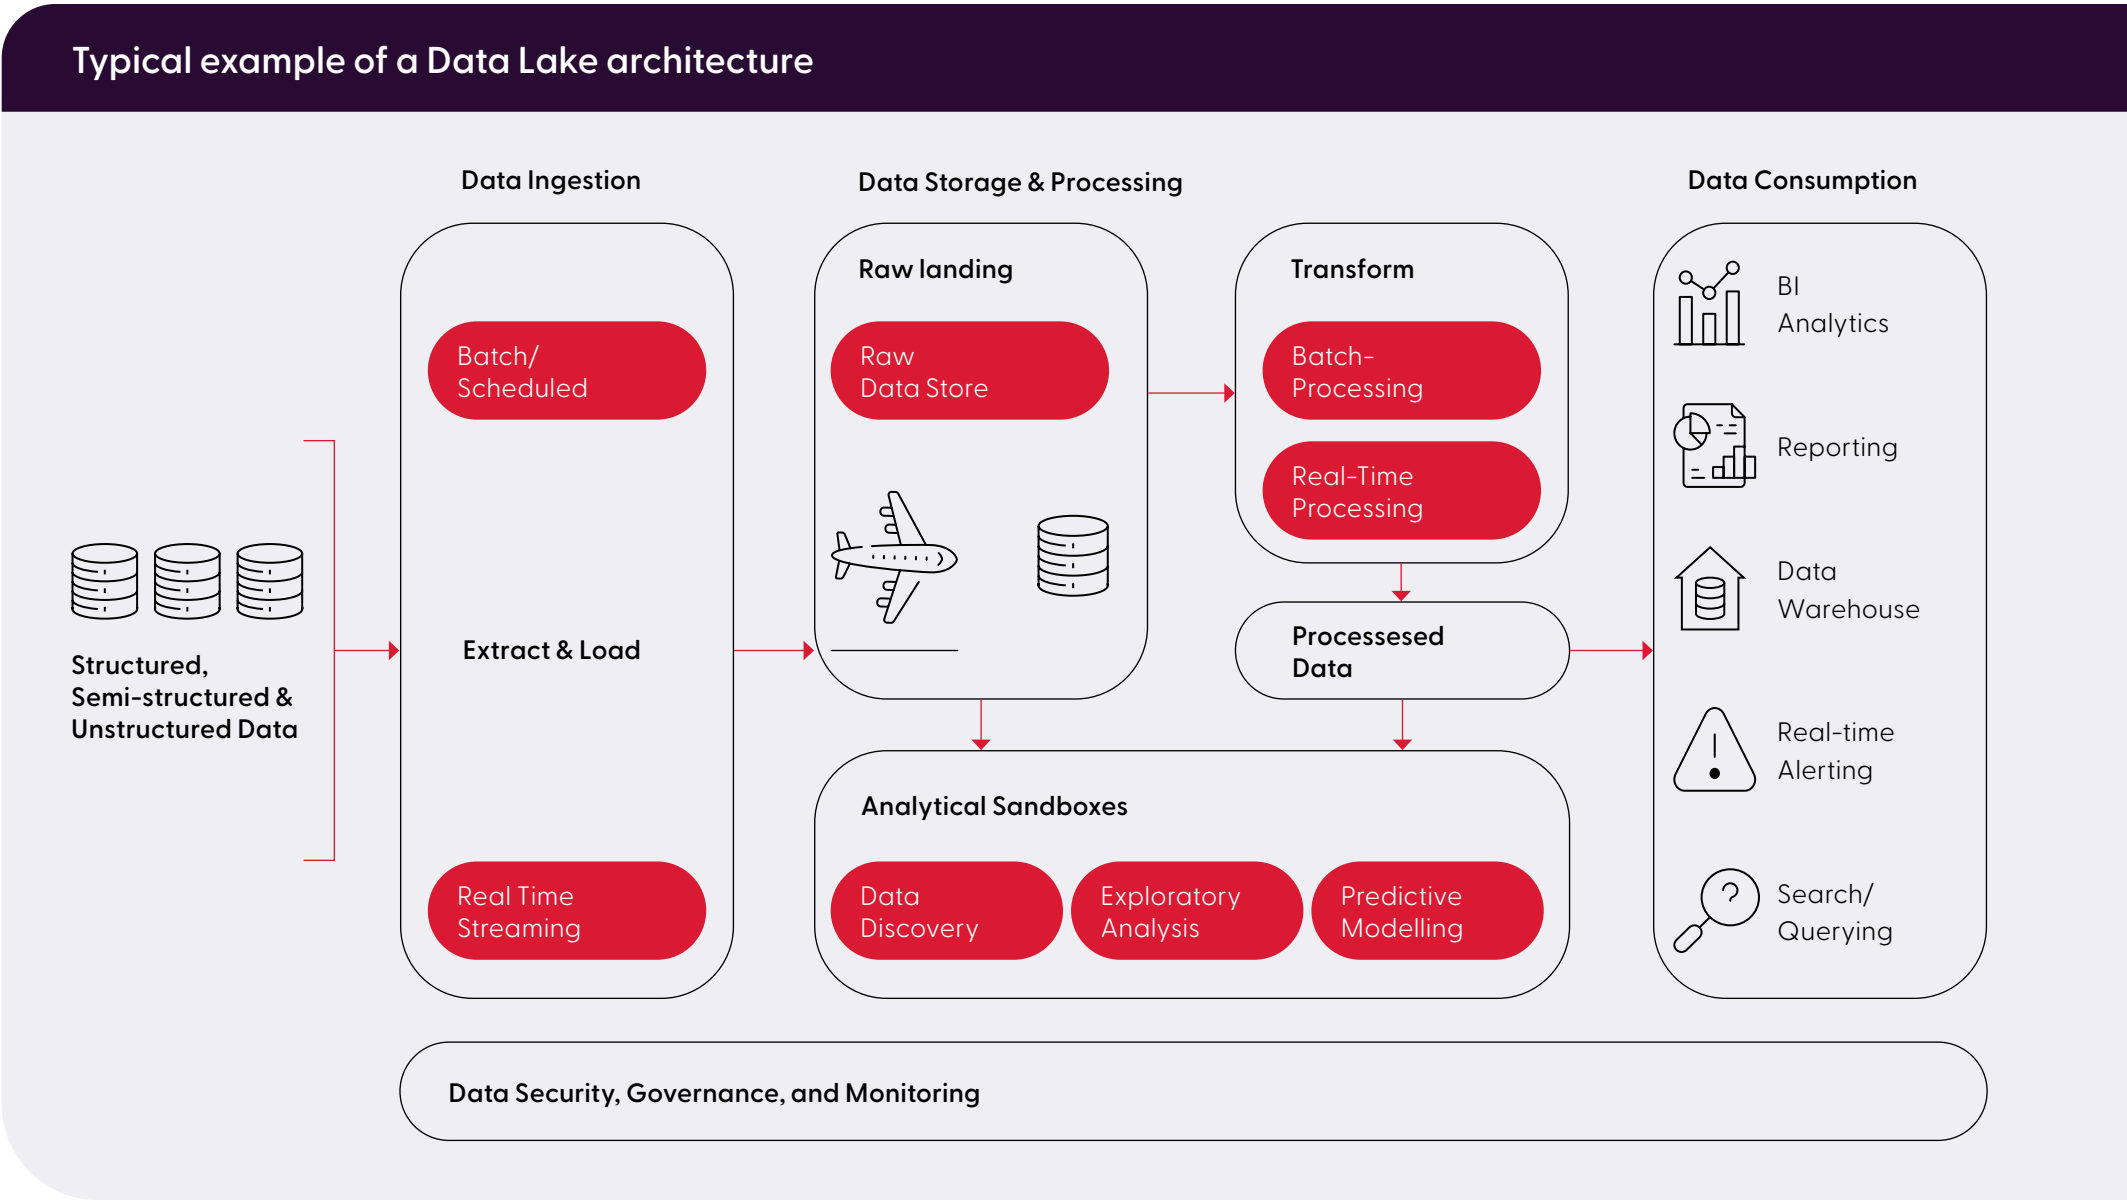 Typical example of a Data Lake architecture
Structured,
Semi-structured &
Unstructured Data
Data Ingestion
Batch/
Scheduled
Extract & Load
Real Time
Streaming
Data Storage & Processing
Raw landing
Raw
Data Store
Transform
Batch-
Processing
Real-Time
Processing
Processesed
Data
Analytical Sandboxes
Data
Discovery
Exploratory
Analysis
Predictive
Modelling
Data Consumption
BI
Analytics
Reporting
Data
Warehouse
Real-time
Alerting
Search/
Querying
Data Security, Governance, and Monitoring